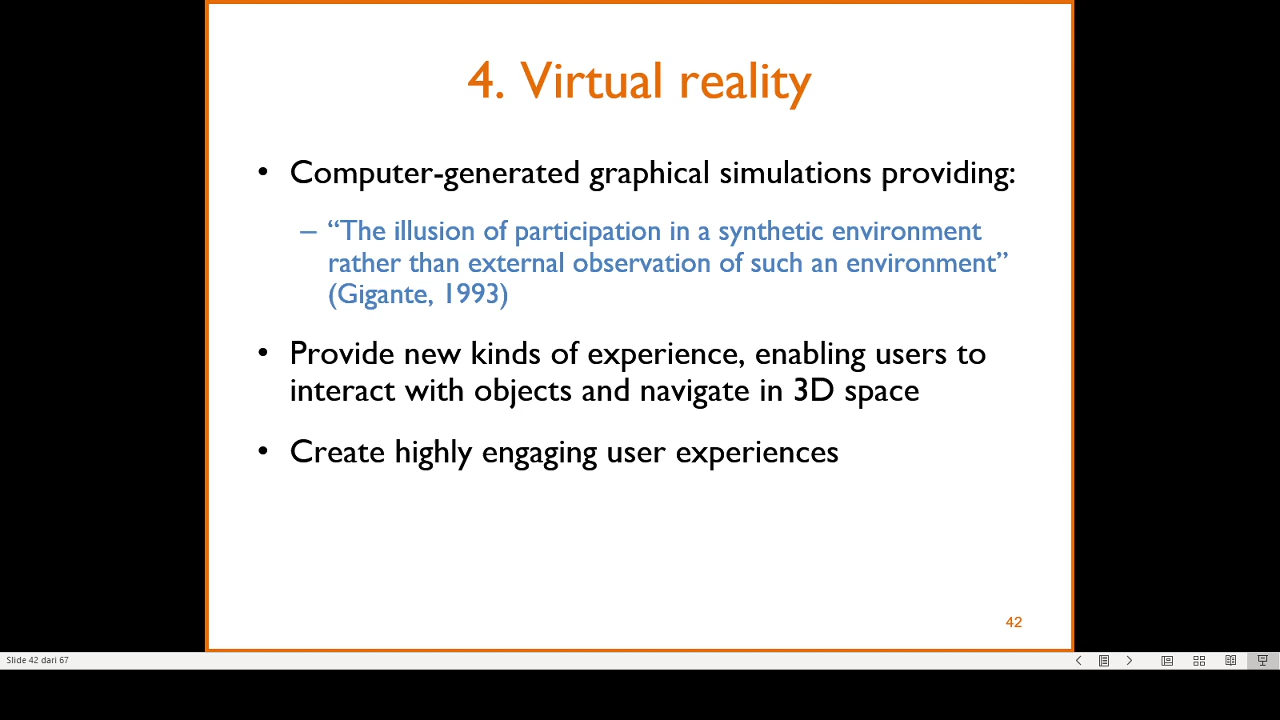 4. Virtual reality
• Computer-generated graphical simulations providing:
– “The illusion of participation in a synthetic environment
rather than external observation of such an environment”
(Gigante, 1993)
• Provide new kinds of experience, enabling users to
interact with objects and navigate in 3D space
• Create highly engaging user experiences
42
Slide 42 dari 67